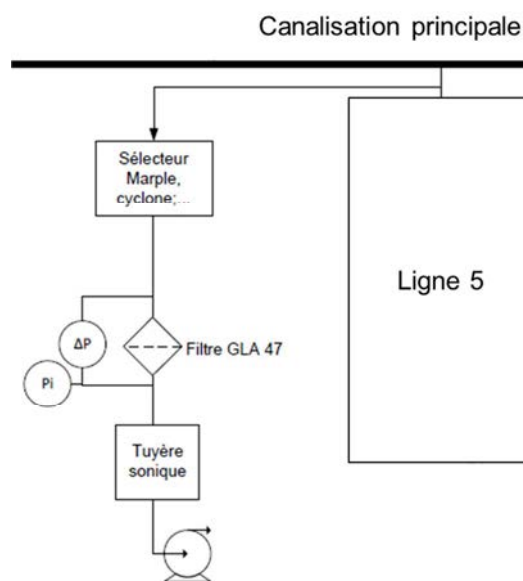 Canalisation principale
Sélecteur
Marple,
cyclone;...
Ligne 5
ΔP
Filtre GLA 47
Pi
Tuyère
sonique